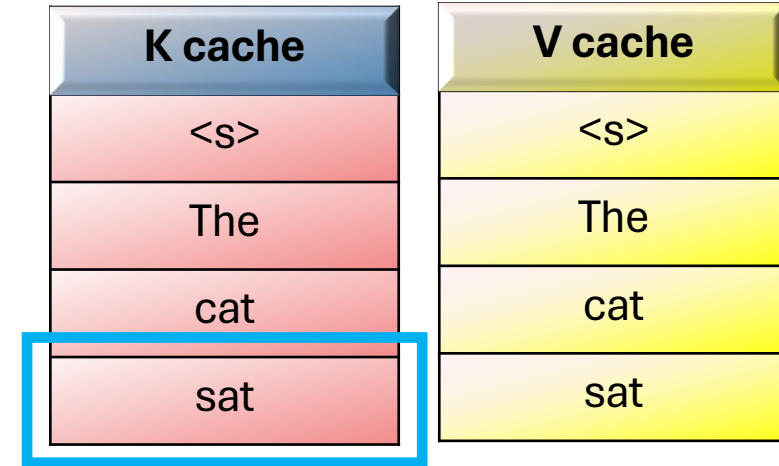 K cache V cache
<s> <s>
The The
cat cat
sat sat